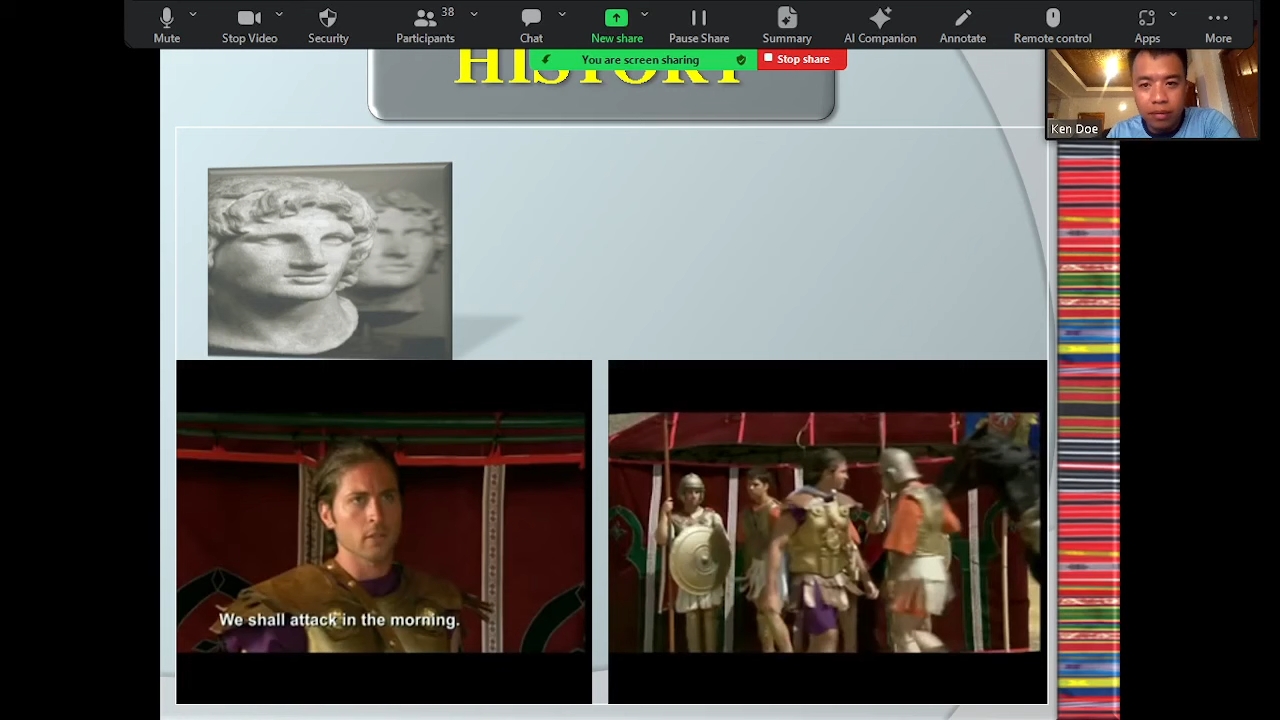 Mute
Stop Video
Security
Participants
38
Chat
New share
Pause Share
Summary
AI Companion
Annotate
Remote control
Apps
More
You are screen sharing
Stop share
HISTORY
Ken Doe
We shall attack in the morning.